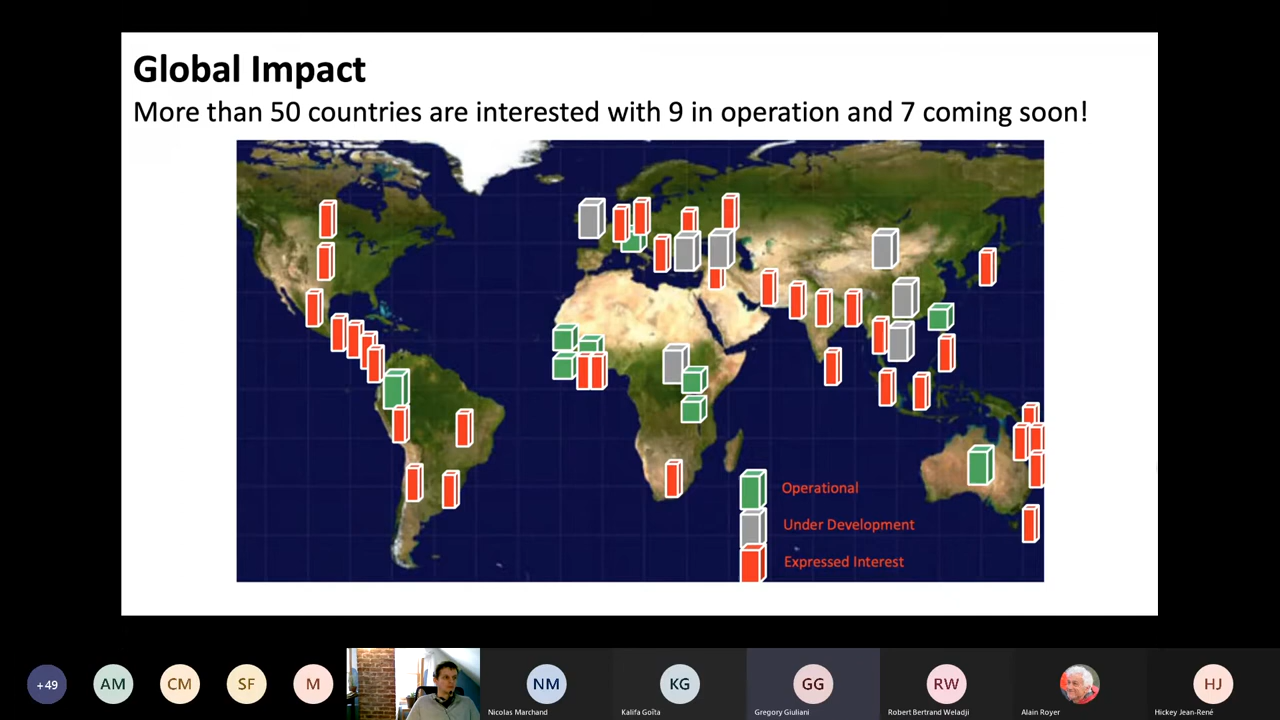 Global Impact
More than 50 countries are interested with 9 in operation and 7 coming soon!
Operational
Under Development
Expressed Interest
+49
AM
CM
SF
M
NM
KG
GG
RW
HJ
Nicolas Marchand
Kalifa Goïta
Gregory Giuliani
Robert Bertrand Weladji
Alain Royer
Hickey Jean-René